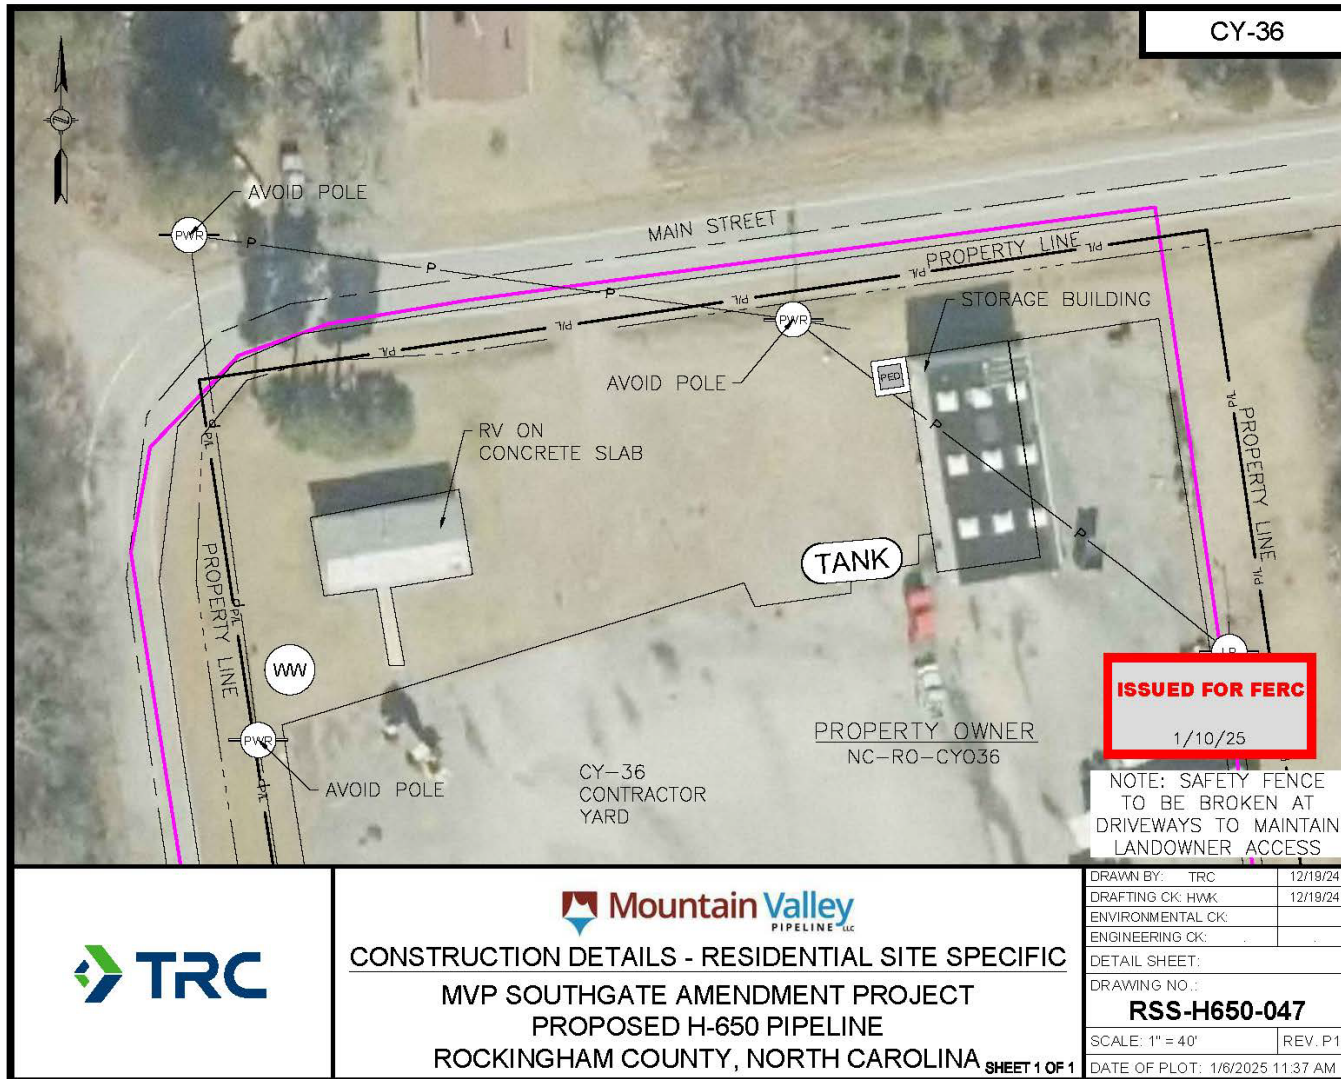 CY-36
AVOID POLE
PWR
P
P
P
MAIN STREET
PROPERTY LINE
P/L
P/L
P/L
P/L
P/L
STORAGE BUILDING
PWR
AVOID POLE
PED
RV ON
CONCRETE SLAB
P/L
PROPERTY LINE
P/L
P
TANK
PROPERTY LINE
P/L
P/L
P/L
WW
PWR
AVOID POLE
CY-36
CONTRACTOR
YARD
PROPERTY OWNER
NC-RO-CY036
ISSUED FOR FERC
1/10/25
NOTE: SAFETY FENCE
TO BE BROKEN AT
DRIVEWAYS TO MAINTAIN
LANDOWNER ACCESS
TRC
Mountain Valley
PIPELINE LLC
CONSTRUCTION DETAILS - RESIDENTIAL SITE SPECIFIC
MVP SOUTHGATE AMENDMENT PROJECT
PROPOSED H-650 PIPELINE
ROCKINGHAM COUNTY, NORTH CAROLINA
SHEET 1 OF 1
DRAWN BY: TRC 12/19/24
DRAFTING CK: HWK 12/19/24
ENVIRONMENTAL CK:
ENGINEERING CK:
DETAIL SHEET:
DRAWING NO.:
RSS-H650-047
SCALE: 1" = 40' REV. P1
DATE OF PLOT: 1/6/2025 11:37 AM